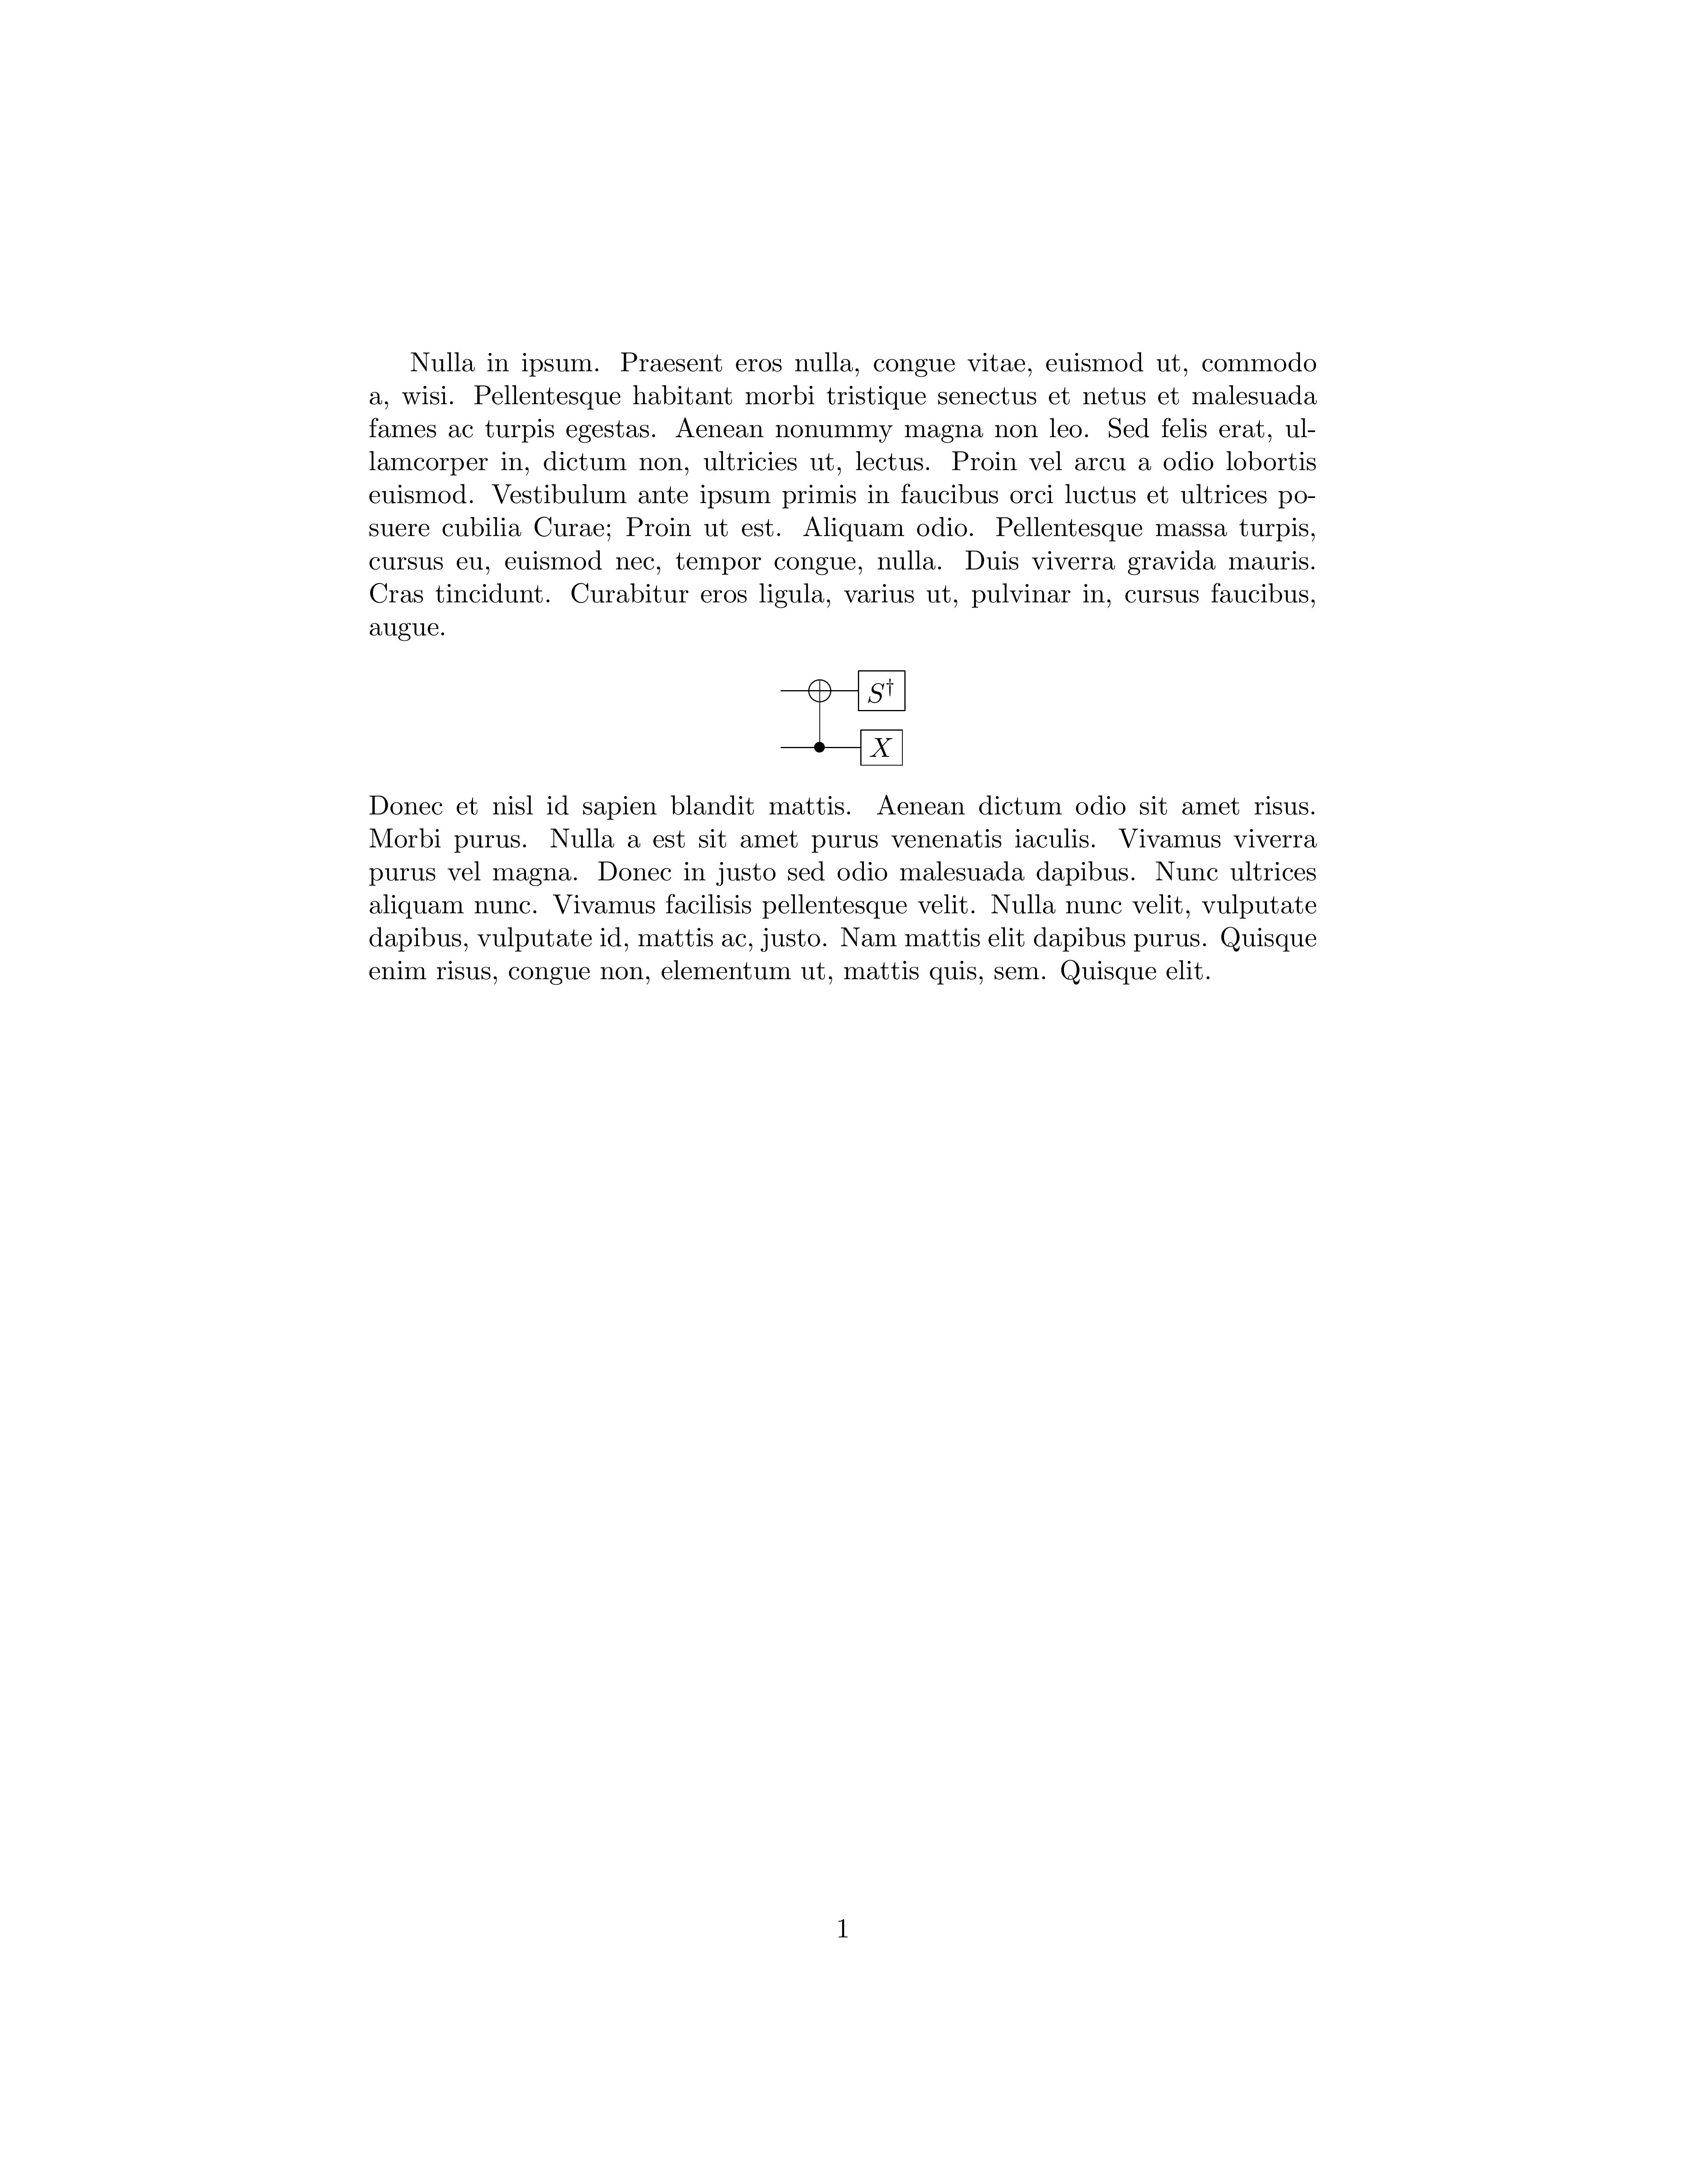 Nulla in ipsum. Praesent eros nulla, congue vitae, euismod ut, commodo
a, wisi. Pellentesque habitant morbi tristique senectus et netus et malesuada
fames ac turpis egestas. Aenean nonummy magna non leo. Sed felis erat, ul-
lamcorper in, dictum non, ultricies ut, lectus. Proin vel arcu a odio lobortis
euismod. Vestibulum ante ipsum primis in faucibus orci luctus et ultrices po-
suere cubilia Curae; Proin ut est. Aliquam odio. Pellentesque massa turpis,
cursus eu, euismod nec, tempor congue, nulla. Duis viverra gravida mauris.
Cras tincidunt. Curabitur eros ligula, varius ut, pulvinar in, cursus faucibus,
augue.
S†
X
Donec et nisl id sapien blandit mattis. Aenean dictum odio sit amet risus.
Morbi purus. Nulla a est sit amet purus venenatis iaculis. Vivamus viverra
purus vel magna. Donec in justo sed odio malesuada dapibus. Nunc ultrices
aliquam nunc. Vivamus facilisis pellentesque velit. Nulla nunc velit, vulputate
dapibus, vulputate id, mattis ac, justo. Nam mattis elit dapibus purus. Quisque
enim risus, congue non, elementum ut, mattis quis, sem. Quisque elit.
1